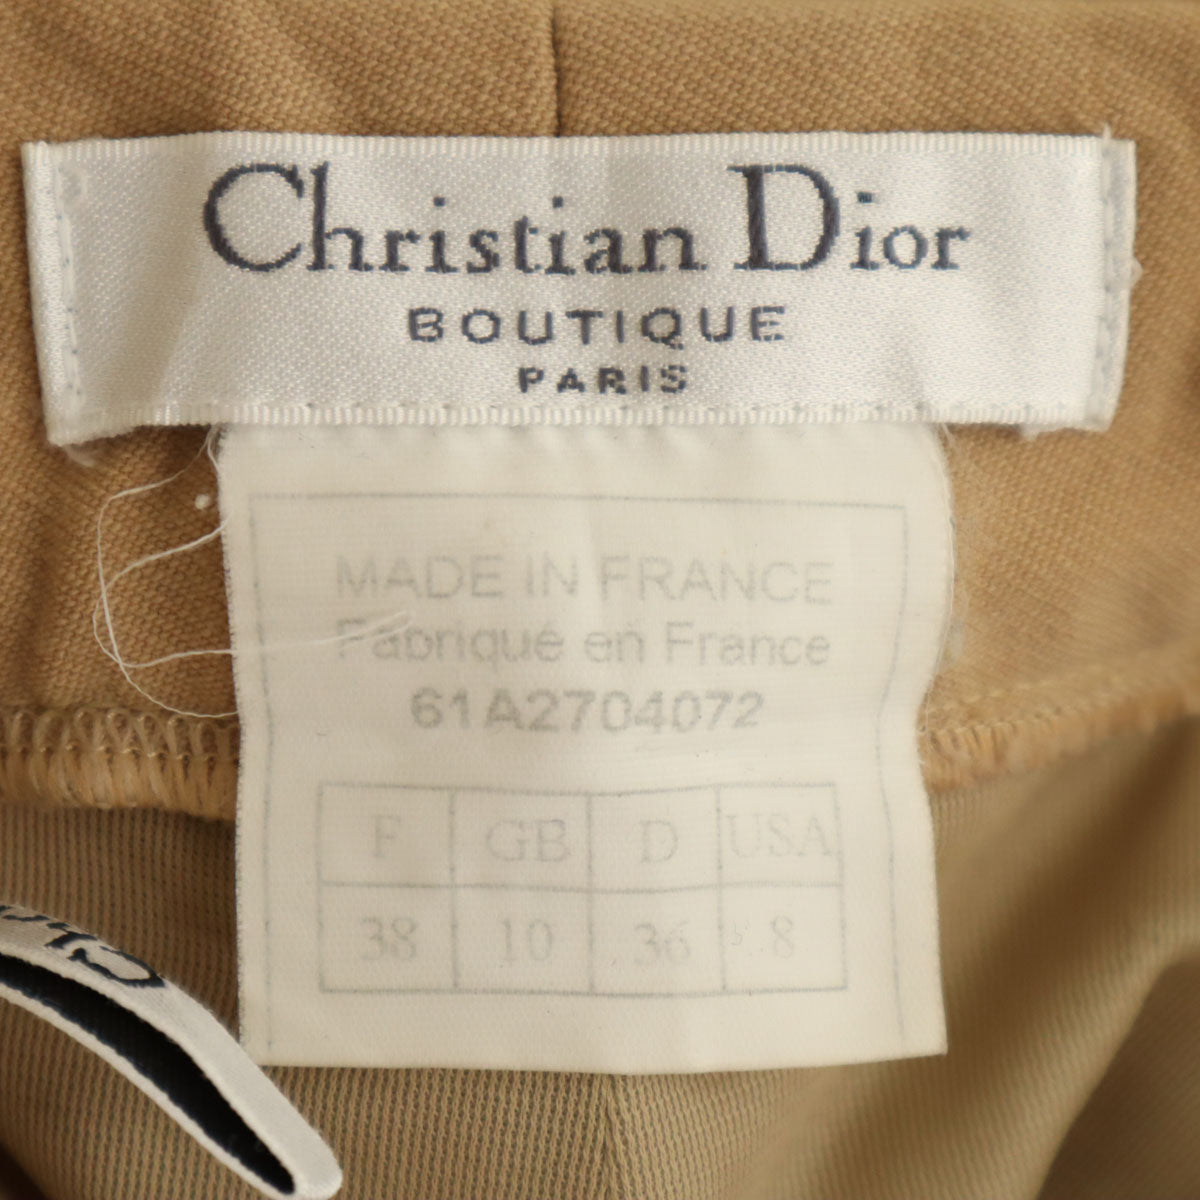 Christian Dior
BOUTIQUE
PARIS
MADE IN FRANCE
Fabriqué en France
61A2704072
F GB D USA
38 10 36 8